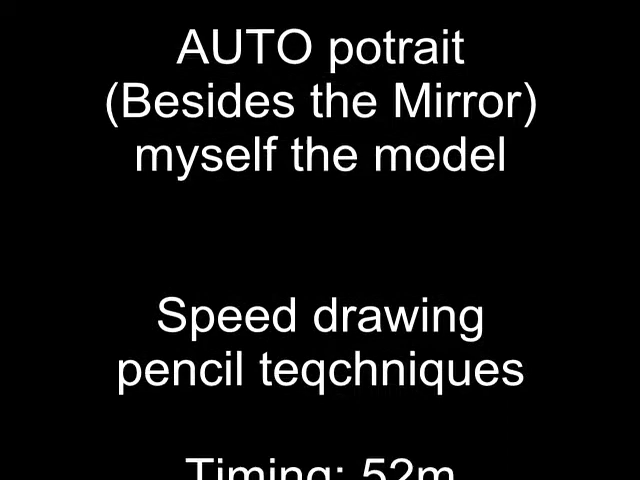 AUTO potrait
(Besides the Mirror)
myself the model
Speed drawing
pencil teqchniques
Timing: 52m